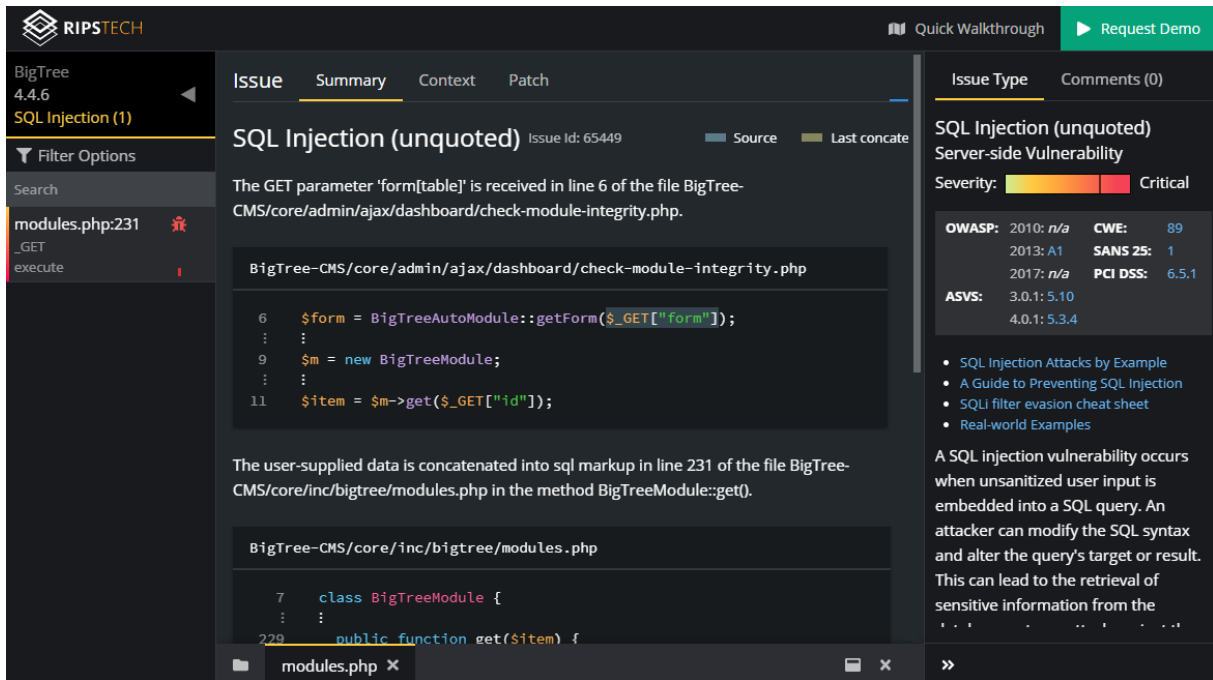 RIPSTECH
Quick Walkthrough
Request Demo
BigTree
4.4.6
SQL Injection (1)
Filter Options
Search
modules.php:231
_GET
execute
Issue
Summary
Context
Patch
SQL Injection (unquoted) Issue Id: 65449
Source
Last concate
The GET parameter 'form[table]' is received in line 6 of the file BigTree-
CMS/core/admin/ajax/dashboard/check-module-integrity.php.
BigTree-CMS/core/admin/ajax/dashboard/check-module-integrity.php
6 $form = BigTreeAutoModule::getForm($_GET["form"]);
⋮ ⋮
9 $m = new BigTreeModule;
⋮ ⋮
11 $item = $m->get($_GET["id"]);
The user-supplied data is concatenated into sql markup in line 231 of the file BigTree-
CMS/core/inc/bigtree/modules.php in the method BigTreeModule::get().
BigTree-CMS/core/inc/bigtree/modules.php
7 class BigTreeModule {
⋮ ⋮
229 public function get($item) {
modules.php
Issue Type
Comments (0)
SQL Injection (unquoted)
Server-side Vulnerability
Severity: Critical
OWASP: 2010: n/a CWE: 89
2013: A1 SANS 25: 1
2017: n/a PCI DSS: 6.5.1
ASVS: 3.0.1: 5.10
4.0.1: 5.3.4
• SQL Injection Attacks by Example
• A Guide to Preventing SQL Injection
• SQLi filter evasion cheat sheet
• Real-world Examples
A SQL injection vulnerability occurs
when unsanitized user input is
embedded into a SQL query. An
attacker can modify the SQL syntax
and alter the query's target or result.
This can lead to the retrieval of
sensitive information from the